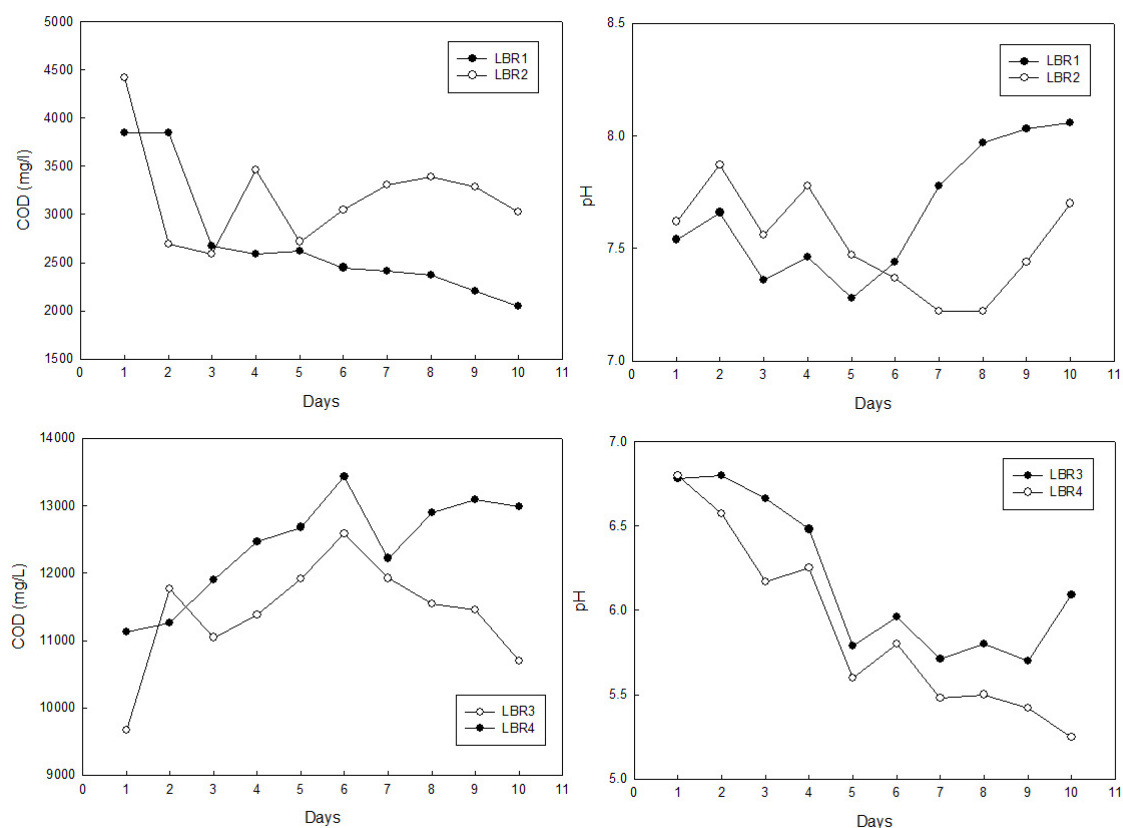 5000
4500
4000
3500
3000
2500
2000
1500
COD (mg/l)
LBR1
LBR2
0 1 2 3 4 5 6 7 8 9 10 11
Days
8.5
8.0
7.5
7.0
pH
LBR1
LBR2
0 1 2 3 4 5 6 7 8 9 10 11
Days
14000
13000
12000
11000
10000
9000
COD (mg/L)
LBR3
LBR4
0 1 2 3 4 5 6 7 8 9 10 11
Days
7.0
6.5
6.0
5.5
5.0
pH
LBR3
LBR4
0 1 2 3 4 5 6 7 8 9 10 11
Days